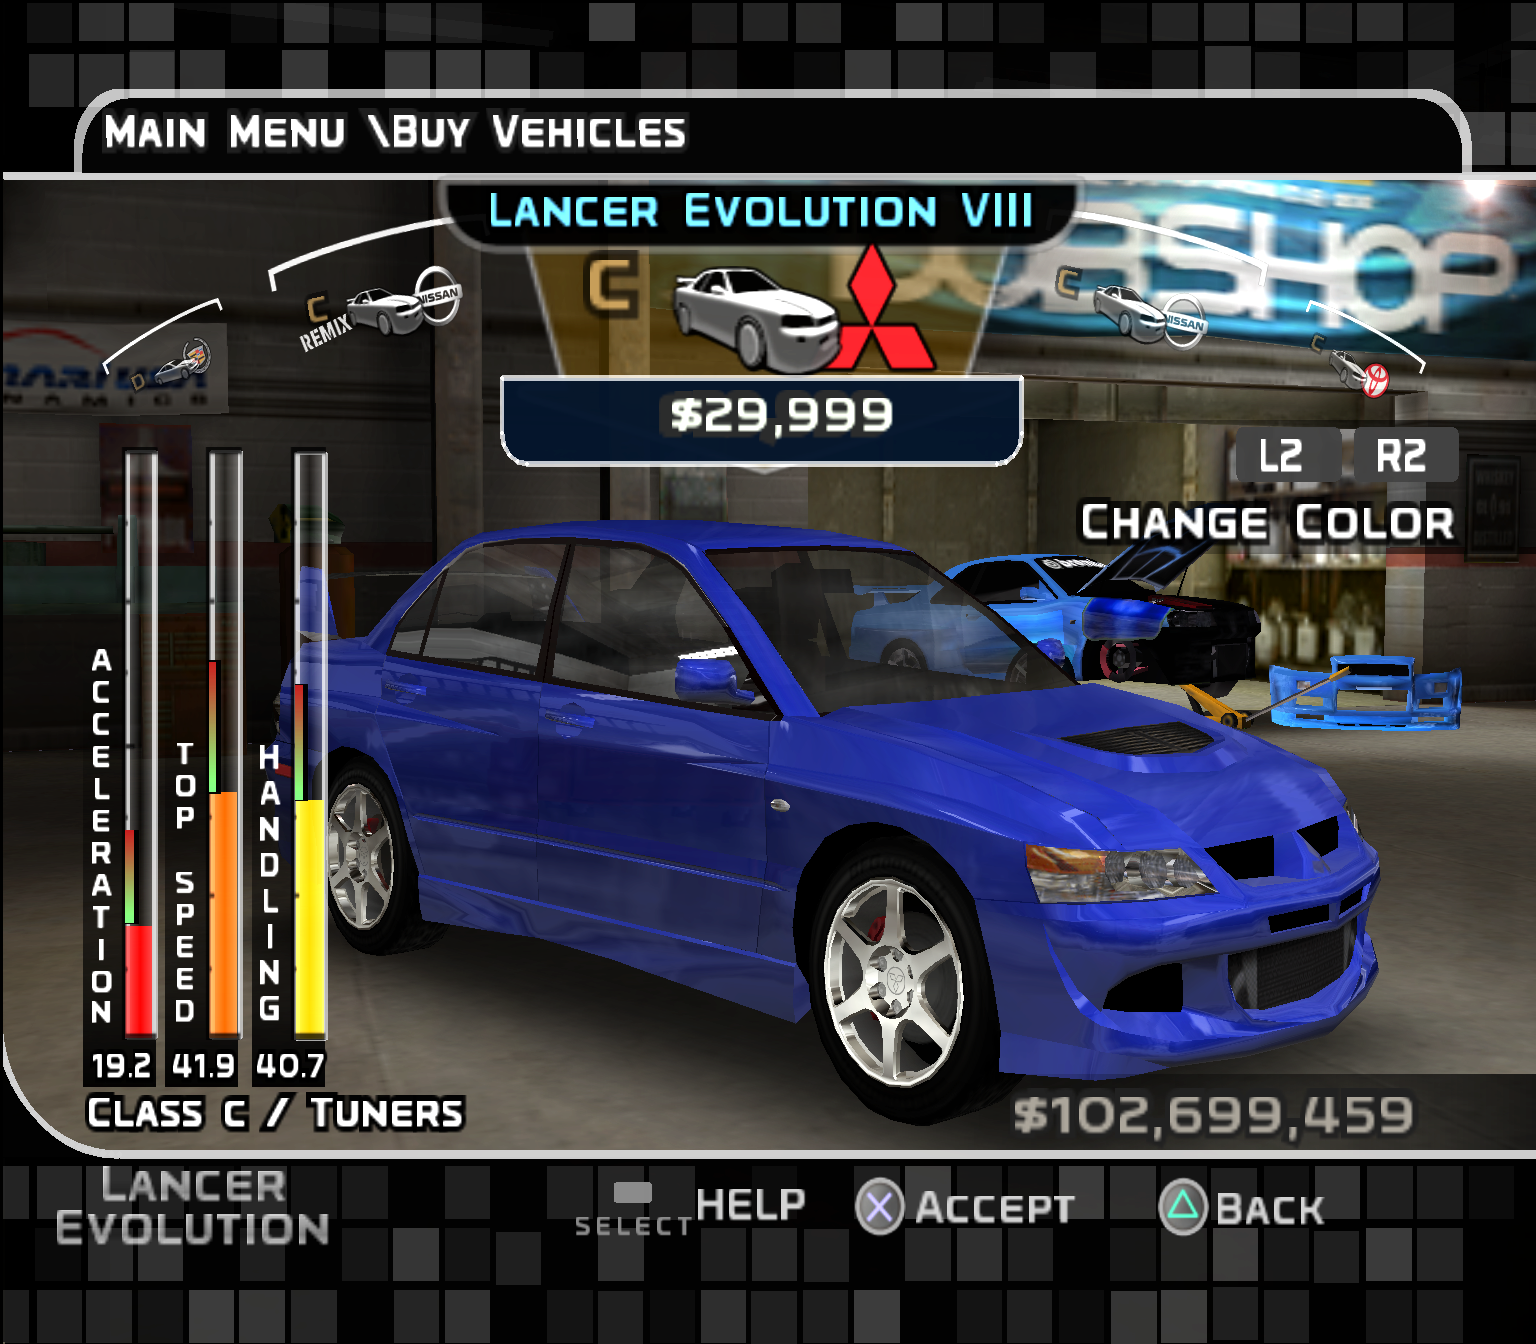 MAIN MENU \BUY VEHICLES
LANCER EVOLUTION VIII
C
REMIX
NISSAN
C
C
NISSAN
D
C
$29,999
L2 R2
CHANGE COLOR
ACCELERATION
TOP SPEED
HANDLING
19.2 41.9 40.7
CLASS C / TUNERS
$102,699,459
LANCER
EVOLUTION
SELECT HELP
ACCEPT
BACK